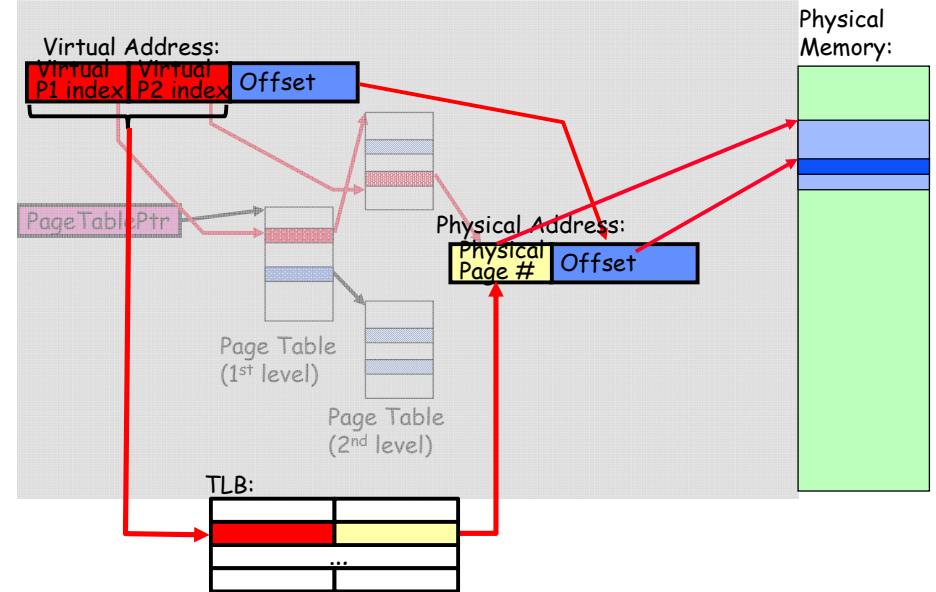 Physical
Memory:
Virtual Address:
Virtual
P1 index
Virtual
P2 index
Offset
PageTablePtr
Physical Address:
Physical
Page #
Offset
Page Table
(1st level)
Page Table
(2nd level)
TLB:
...